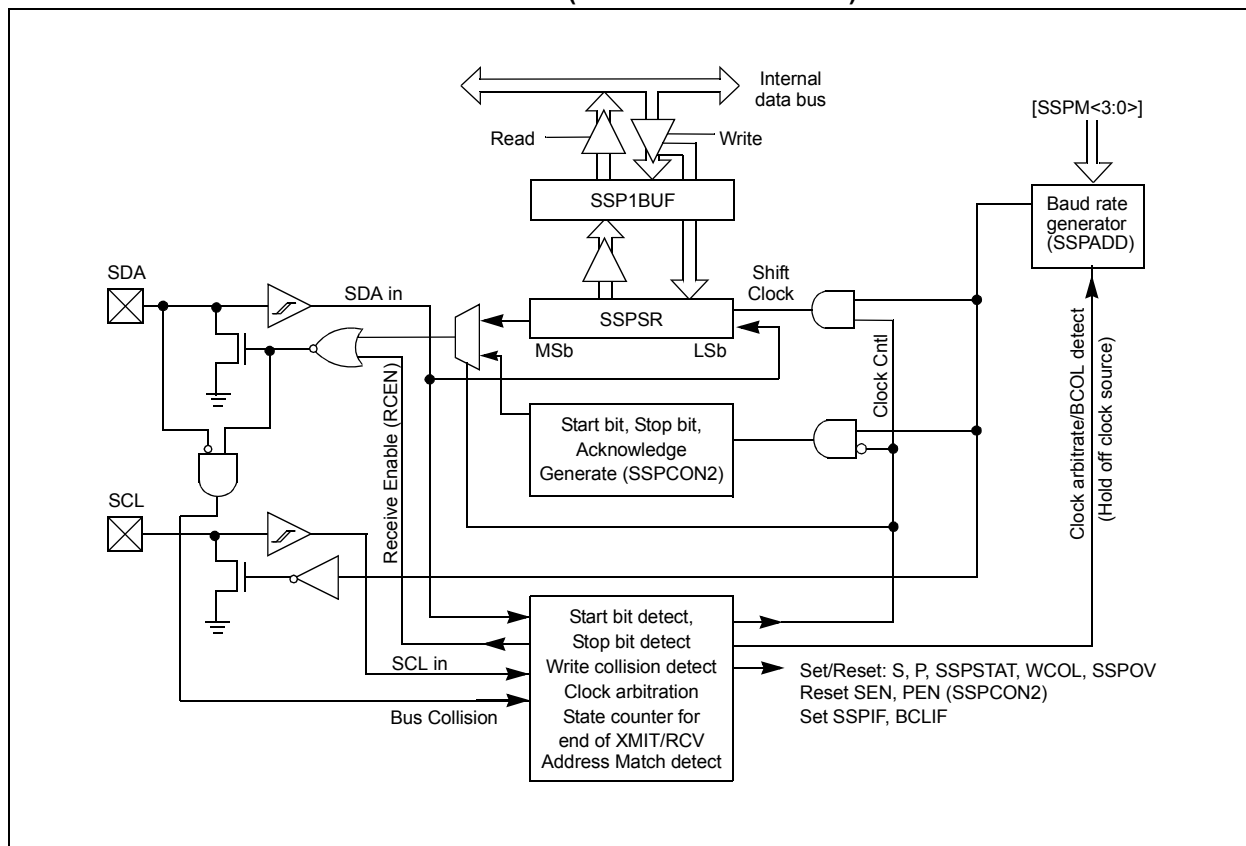 Internal
data bus
[SSPM<3:0>]
Read
Write
SSP1BUF
Baud rate
generator
(SSPADD)
SDA
SDA in
Shift
Clock
SSPSR
MSb
LSb
Receive Enable (RCEN)
Clock Cntl
Clock arbitrate/BCOL detect
(Hold off clock source)
Start bit, Stop bit,
Acknowledge
Generate (SSPCON2)
SCL
SCL in
Bus Collision
Start bit detect,
Stop bit detect
Write collision detect
Clock arbitration
State counter for
end of XMIT/RCV
Address Match detect
Set/Reset: S, P, SSPSTAT, WCOL, SSPOV
Reset SEN, PEN (SSPCON2)
Set SSPIF, BCLIF